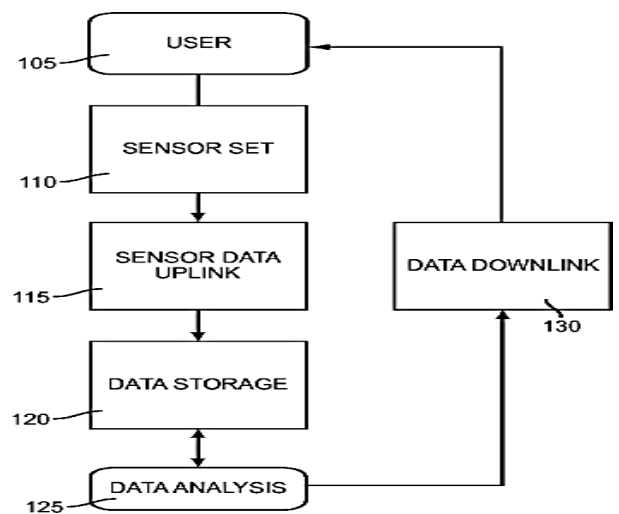 USER
105
SENSOR SET
110
SENSOR DATA
UPLINK
115
DATA DOWNLINK
130
DATA STORAGE
120
DATA ANALYSIS
125